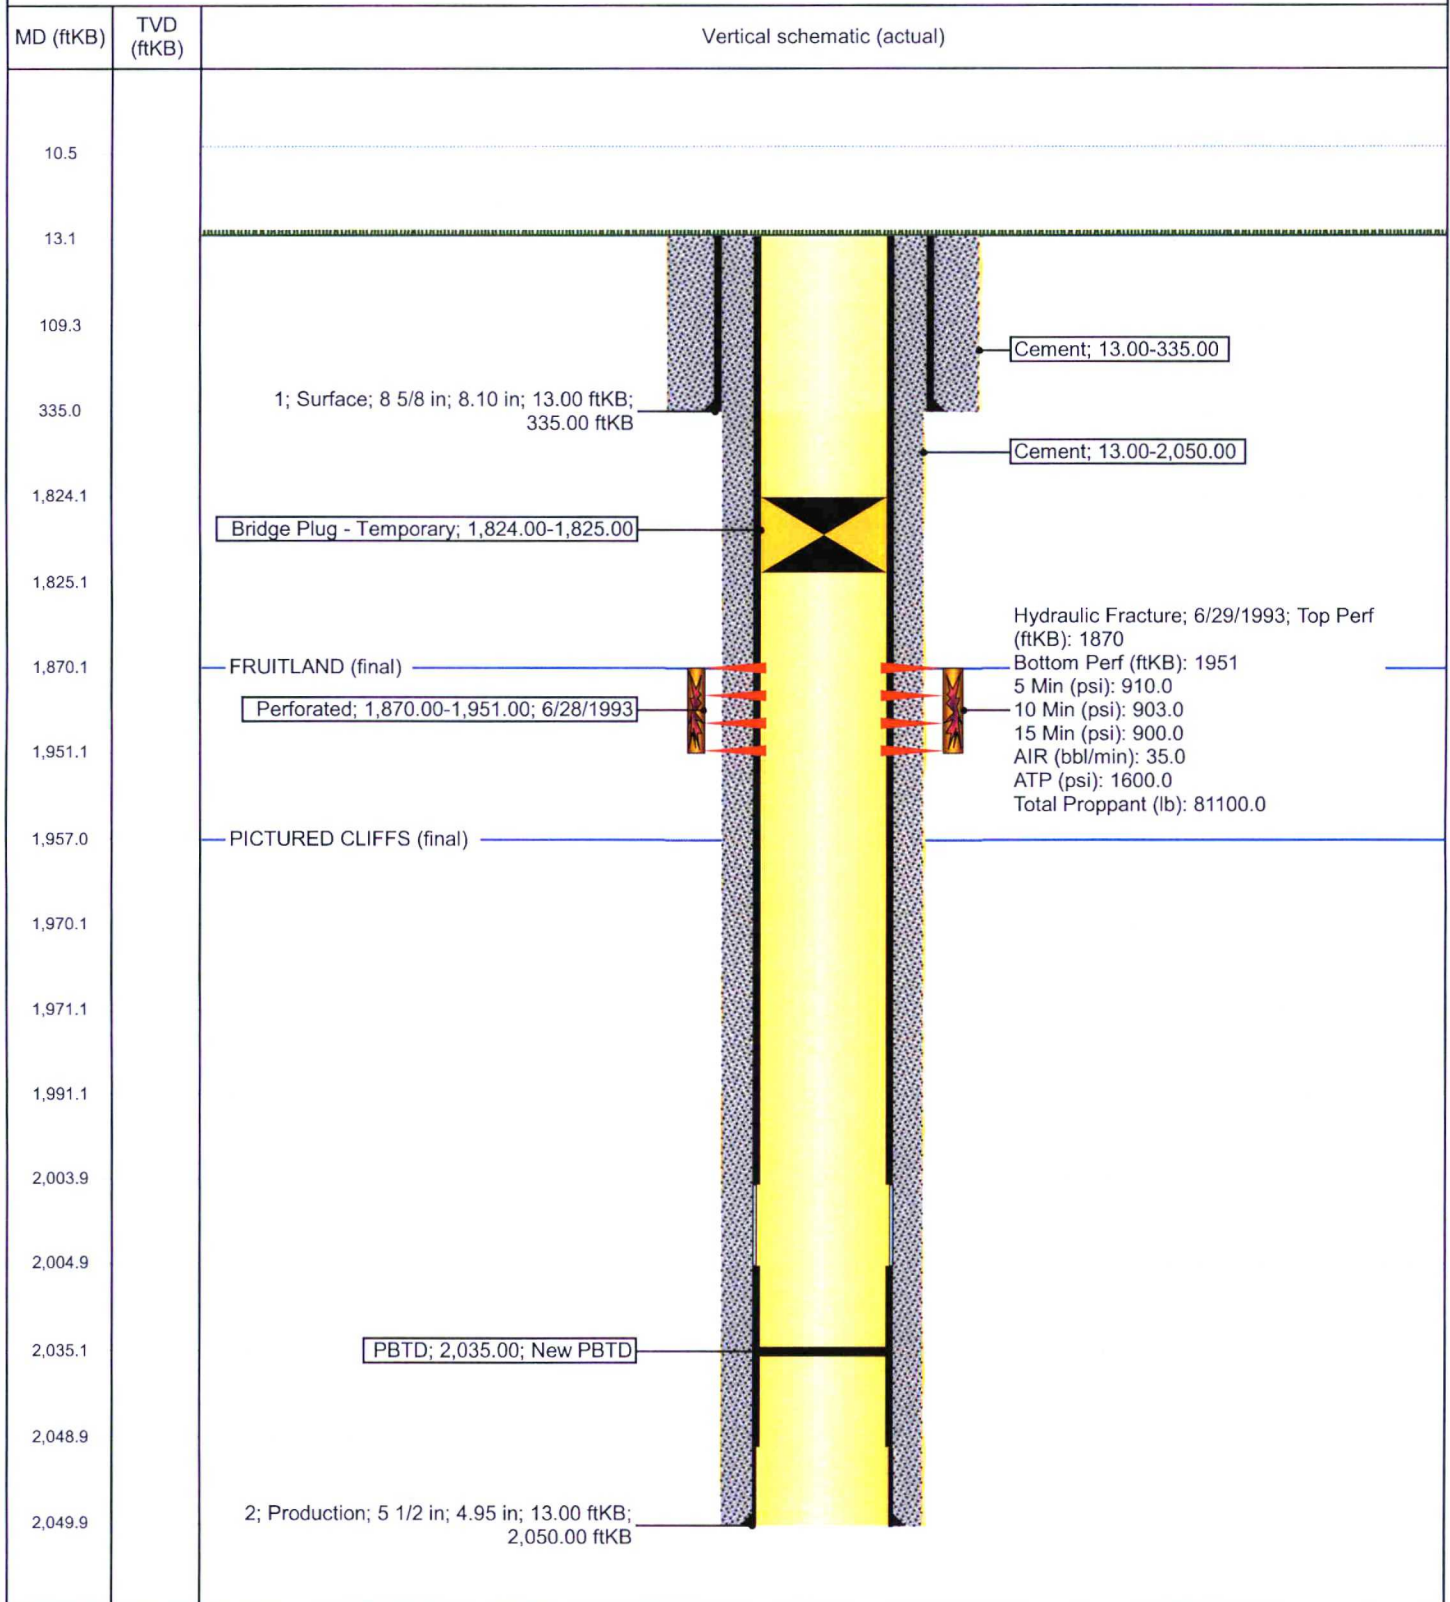 MD (ftKB)
TVD
(ftKB)
Vertical schematic (actual)
10.5
13.1
109.3
Cement; 13.00-335.00
1; Surface; 8 5/8 in; 8.10 in; 13.00 ftKB;
335.00 ftKB
335.0
Cement; 13.00-2,050.00
1,824.1
Bridge Plug - Temporary; 1,824.00-1,825.00
1,825.1
Hydraulic Fracture; 6/29/1993; Top Perf
(ftKB): 1870
Bottom Perf (ftKB): 1951
5 Min (psi): 910.0
10 Min (psi): 903.0
15 Min (psi): 900.0
AIR (bbl/min): 35.0
ATP (psi): 1600.0
Total Proppant (lb): 81100.0
1,870.1
FRUITLAND (final)
Perforated; 1,870.00-1,951.00; 6/28/1993
1,951.1
1,957.0
PICTURED CLIFFS (final)
1,970.1
1,971.1
1,991.1
2,003.9
2,004.9
2,035.1
PBTD; 2,035.00; New PBTD
2,048.9
2; Production; 5 1/2 in; 4.95 in; 13.00 ftKB;
2,050.00 ftKB
2,049.9